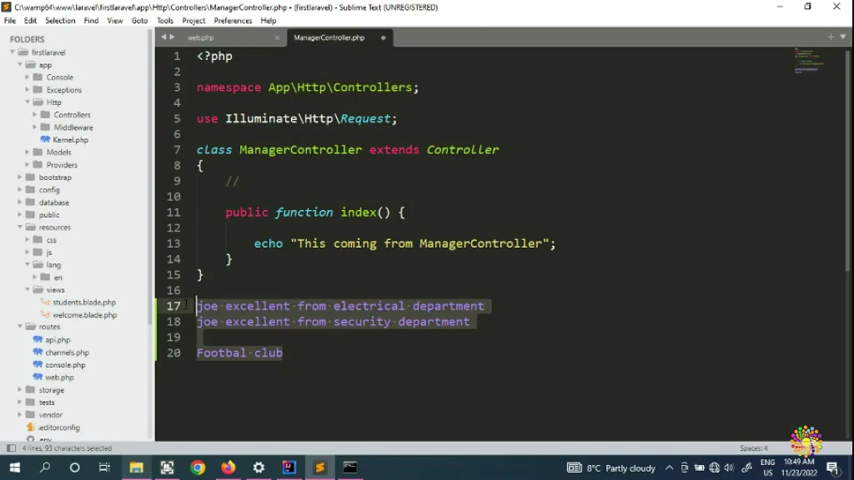 C:\wamp64\www\laravel\firstlaravel\app\Http\Controllers\ManagerController.php • (firstlaravel) - Sublime Text (UNREGISTERED)
File Edit Selection Find View Goto Tools Project Preferences Help
FOLDERS
firstlaravel
app
Console
Exceptions
Http
Controllers
Middleware
Kernel.php
Models
Providers
bootstrap
config
database
public
resources
css
js
lang
en
views
students.blade.php
welcome.blade.php
routes
api.php
channels.php
console.php
web.php
storage
tests
vendor
.editorconfig
.env
web.php
ManagerController.php
1 <?php
2
3 namespace App\Http\Controllers;
4
5 use Illuminate\Http\Request;
6
7 class ManagerController extends Controller
8 {
9 //
10
11 public function index() {
12
13 echo "This coming from ManagerController";
14 }
15 }
16
17 joe excellent from electrical department
18 joe excellent from security department
19
20 Footbal club
4 lines, 93 characters selected
Spaces: 4
8°C Partly cloudy
ENG
US
10:49 AM
11/23/2022